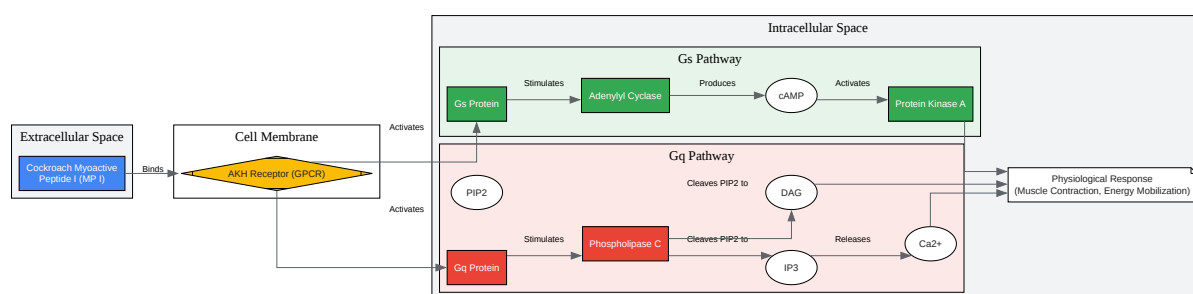 Intracellular Space
Gs Pathway
Stimulates
Produces
Activates
Gs Protein
Adenylyl Cyclase
cAMP
Protein Kinase A
Extracellular Space
Cockroach Myoactive
Peptide I (MP I)
Binds
Cell Membrane
AKH Receptor (GPCR)
Activates
Activates
Gq Pathway
PIP2
Cleaves PIP2 to
DAG
Stimulates
Phospholipase C
Cleaves PIP2 to
Releases
Ca2+
Gq Protein
IP3
Physiological Response
(Muscle Contraction, Energy Mobilization)